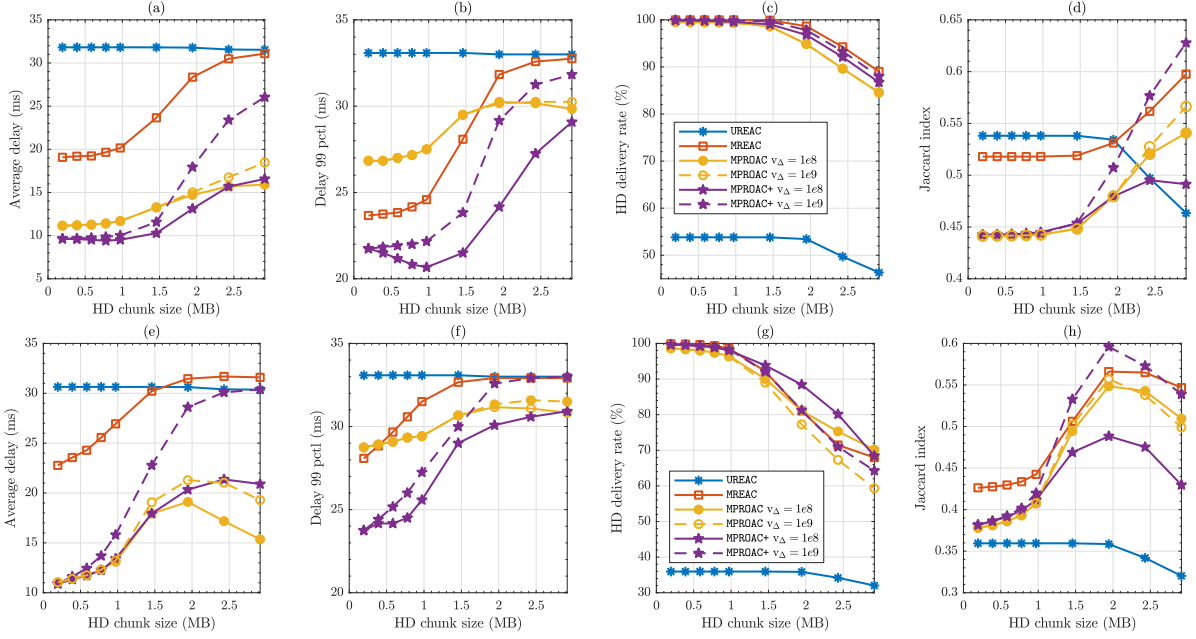 (a)
35
30
25
20
15
10
5
0 0.5 1 1.5 2 2.5
Average delay (ms)
HD chunk size (MB)
(b)
35
30
25
20
0 0.5 1 1.5 2 2.5
Delay 99 pctl (ms)
HD chunk size (MB)
(c)
100
90
80
70
60
50
0 0.5 1 1.5 2 2.5
HD delivery rate (%)
HD chunk size (MB)
UREAC
MREAC
MPROAC v_Δ = 1e8
MPROAC v_Δ = 1e9
MPROAC+ v_Δ = 1e8
MPROAC+ v_Δ = 1e9
(d)
0.65
0.6
0.55
0.5
0.45
0.4
0 0.5 1 1.5 2 2.5
Jaccard index
HD chunk size (MB)
(e)
35
30
25
20
15
10
0 0.5 1 1.5 2 2.5
Average delay (ms)
HD chunk size (MB)
(f)
35
30
25
20
0 0.5 1 1.5 2 2.5
Delay 99 pctl (ms)
HD chunk size (MB)
(g)
100
90
80
70
60
50
40
30
0 0.5 1 1.5 2 2.5
HD delivery rate (%)
HD chunk size (MB)
UREAC
MREAC
MPROAC v_Δ = 1e8
MPROAC v_Δ = 1e9
MPROAC+ v_Δ = 1e8
MPROAC+ v_Δ = 1e9
(h)
0.6
0.55
0.5
0.45
0.4
0.35
0.3
0 0.5 1 1.5 2 2.5
Jaccard index
HD chunk size (MB)